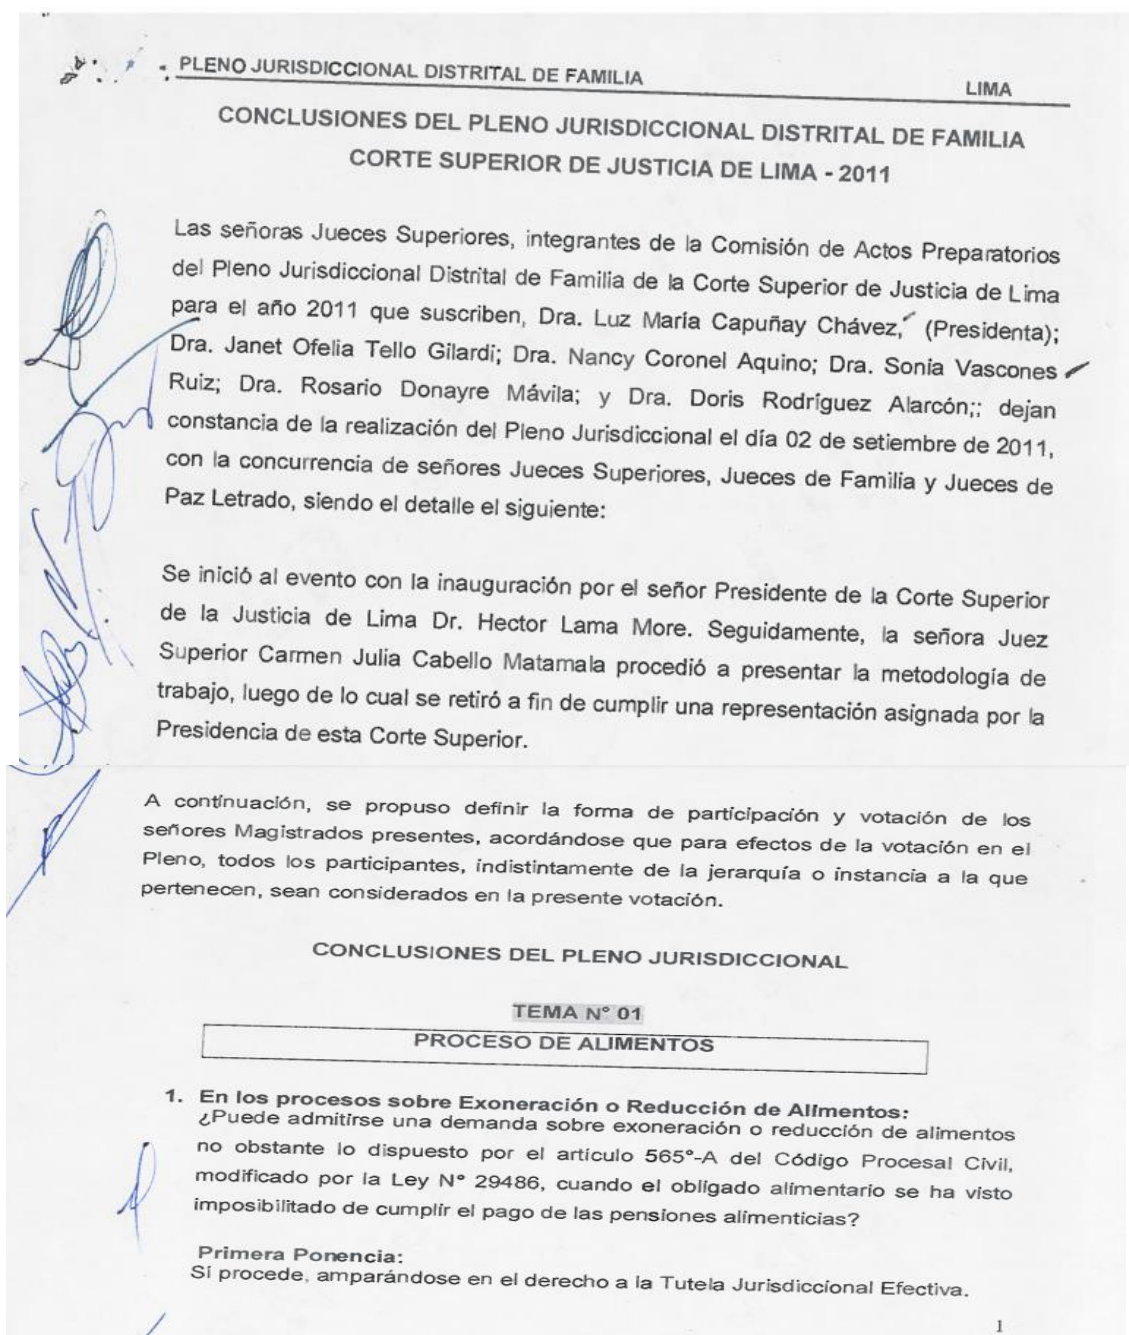 PLENO JURISDICCIONAL DISTRITAL DE FAMILIA LIMA
CONCLUSIONES DEL PLENO JURISDICCIONAL DISTRITAL DE FAMILIA
CORTE SUPERIOR DE JUSTICIA DE LIMA - 2011
Las señoras Jueces Superiores, integrantes de la Comisión de Actos Preparatorios
del Pleno Jurisdiccional Distrital de Familia de la Corte Superior de Justicia de Lima
para el año 2011 que suscriben, Dra. Luz María Capuñay Chávez, (Presidenta);
Dra. Janet Ofelia Tello Gilardi; Dra. Nancy Coronel Aquino; Dra. Sonia Vascones
Ruiz; Dra. Rosario Donayre Mávila; y Dra. Doris Rodríguez Alarcón;; dejan
constancia de la realización del Pleno Jurisdiccional el día 02 de setiembre de 2011,
con la concurrencia de señores Jueces Superiores, Jueces de Familia y Jueces de
Paz Letrado, siendo el detalle el siguiente:
Se inició al evento con la inauguración por el señor Presidente de la Corte Superior
de la Justicia de Lima Dr. Hector Lama More. Seguidamente, la señora Juez
Superior Carmen Julia Cabello Matamala procedió a presentar la metodología de
trabajo, luego de lo cual se retiró a fin de cumplir una representación asignada por la
Presidencia de esta Corte Superior.
A continuación, se propuso definir la forma de participación y votación de los
señores Magistrados presentes, acordándose que para efectos de la votación en el
Pleno, todos los participantes, indistintamente de la jerarquía o instancia a la que
pertenecen, sean considerados en la presente votación.
CONCLUSIONES DEL PLENO JURISDICCIONAL
TEMA N° 01
PROCESO DE ALIMENTOS
1. En los procesos sobre Exoneración o Reducción de Alimentos:
¿Puede admitirse una demanda sobre exoneración o reducción de alimentos
no obstante lo dispuesto por el artículo 565°-A del Código Procesal Civil,
modificado por la Ley N° 29486, cuando el obligado alimentario se ha visto
imposibilitado de cumplir el pago de las pensiones alimenticias?
Primera Ponencia:
Sí procede, amparándose en el derecho a la Tutela Jurisdiccional Efectiva.
1